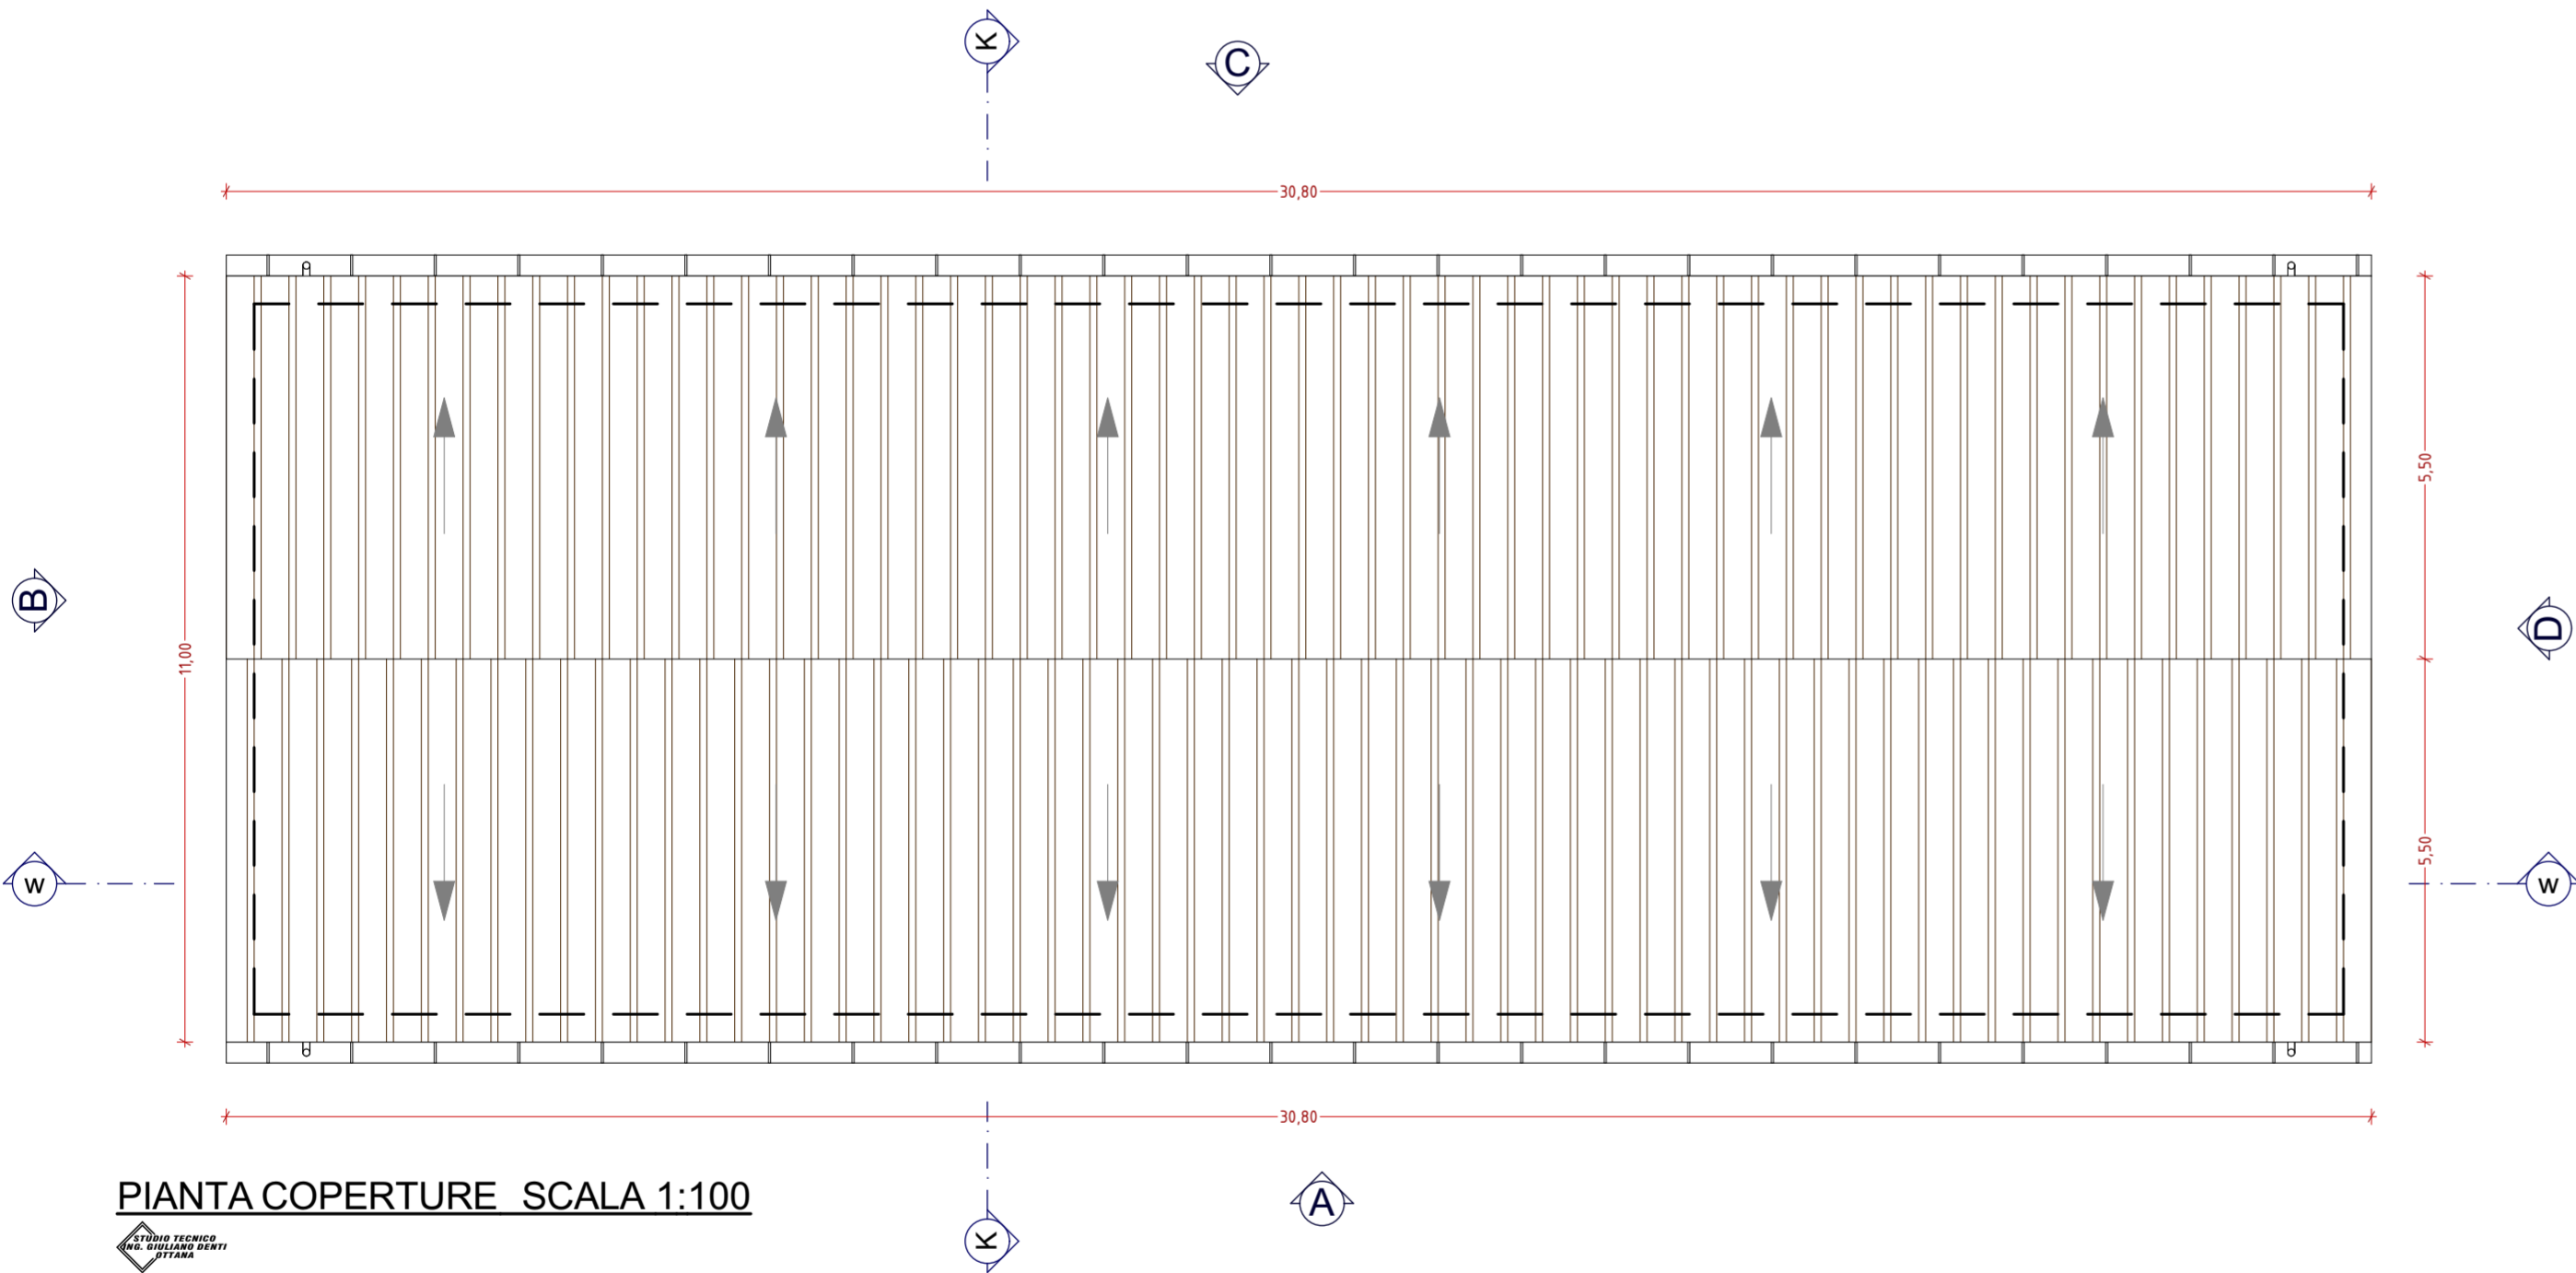 K
C
30,80
5,50
B
11,00
D
5,50
w
w
30,80
PIANTA COPERTURE SCALA 1:100
A
K
STUDIO TECNICO
ING. GIULIANO DENTI
OTTANA